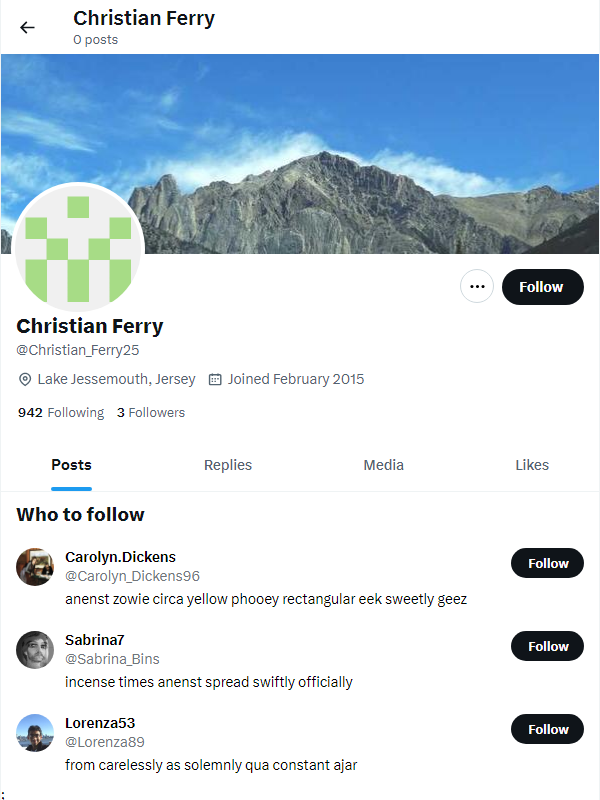 Christian Ferry
0 posts
Follow
Christian Ferry
@Christian_Ferry25
Lake Jessemouth, Jersey Joined February 2015
942 Following 3 Followers
Posts Replies Media Likes
Who to follow
Carolyn.Dickens
@Carolyn_Dickens96
Follow
anenst zowie circa yellow phooey rectangular eek sweetly geez
Sabrina7
@Sabrina_Bins
Follow
incense times anenst spread swiftly officially
Lorenza53
@Lorenza89
Follow
from carelessly as solemnly qua constant ajar
;